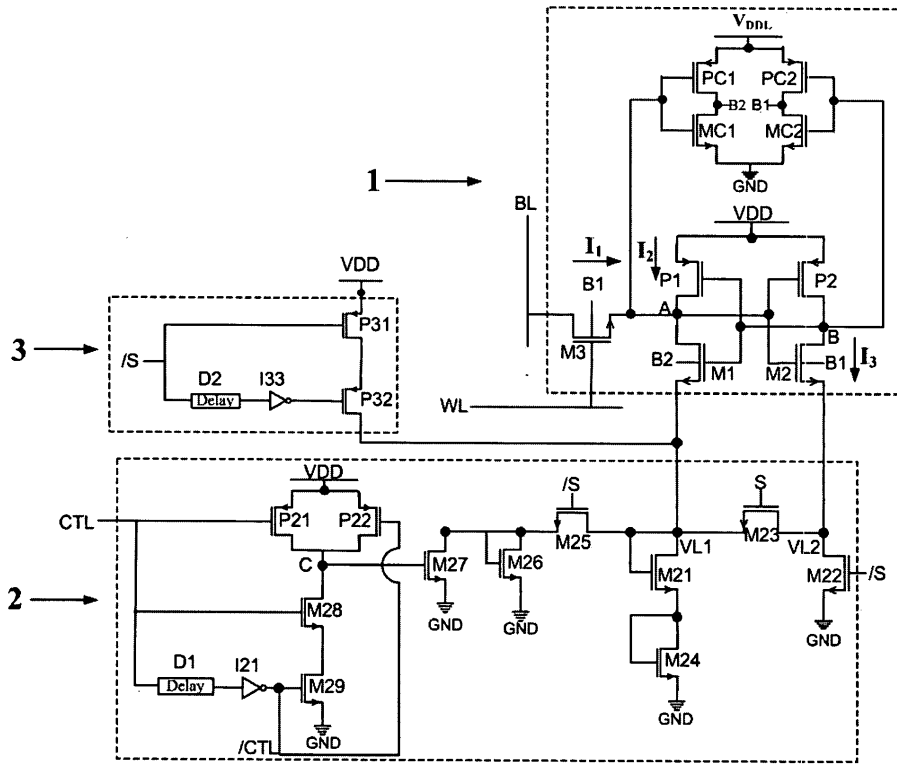 V_DDL
PC1
PC2
B2
B1
MC1
MC2
GND
1
BL
VDD
I₁
I₂
B1
P1
P2
A
B
M3
B2
M1
M2
B1
I₃
WL
VDD
3
/S
P31
D2
Delay
I33
P32
VDD
CTL
P21
P22
C
/S
S
M25
M23
VL1
VL2
M27
M26
M21
M22
/S
GND
GND
GND
2
M28
M24
D1
Delay
I21
M29
GND
GND
/CTL